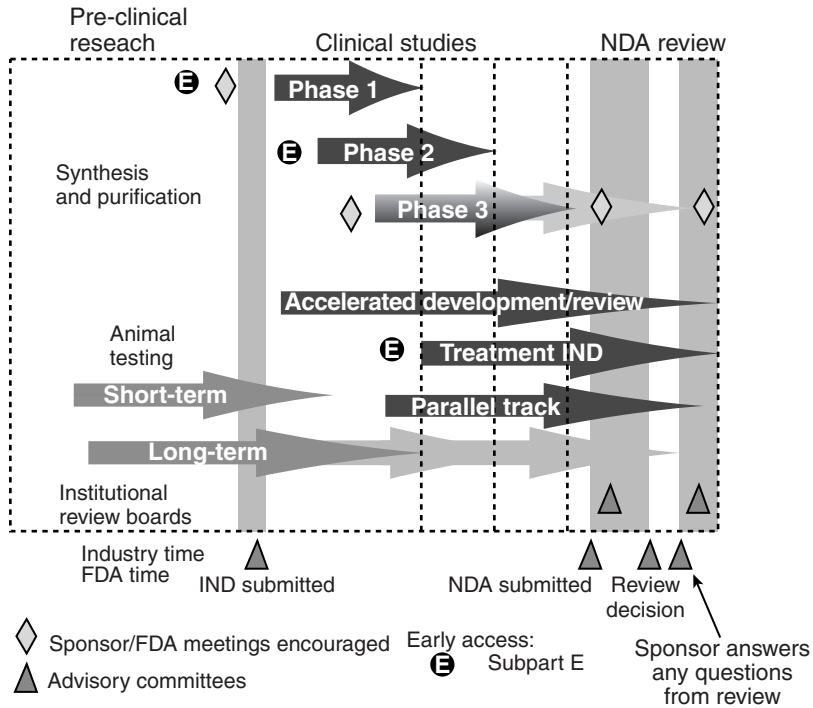 Pre-clinical
reseach
Clinical studies
NDA review
E
Phase 1
E
Phase 2
Synthesis
and purification
Phase 3
Accelerated development/review
Animal
testing
E
Treatment IND
Short-term
Parallel track
Long-term
Institutional
review boards
Industry time
FDA time
IND submitted
NDA submitted
Review
decision
Sponsor/FDA meetings encouraged
Early access:
E Subpart E
Advisory committees
Sponsor answers
any questions
from review